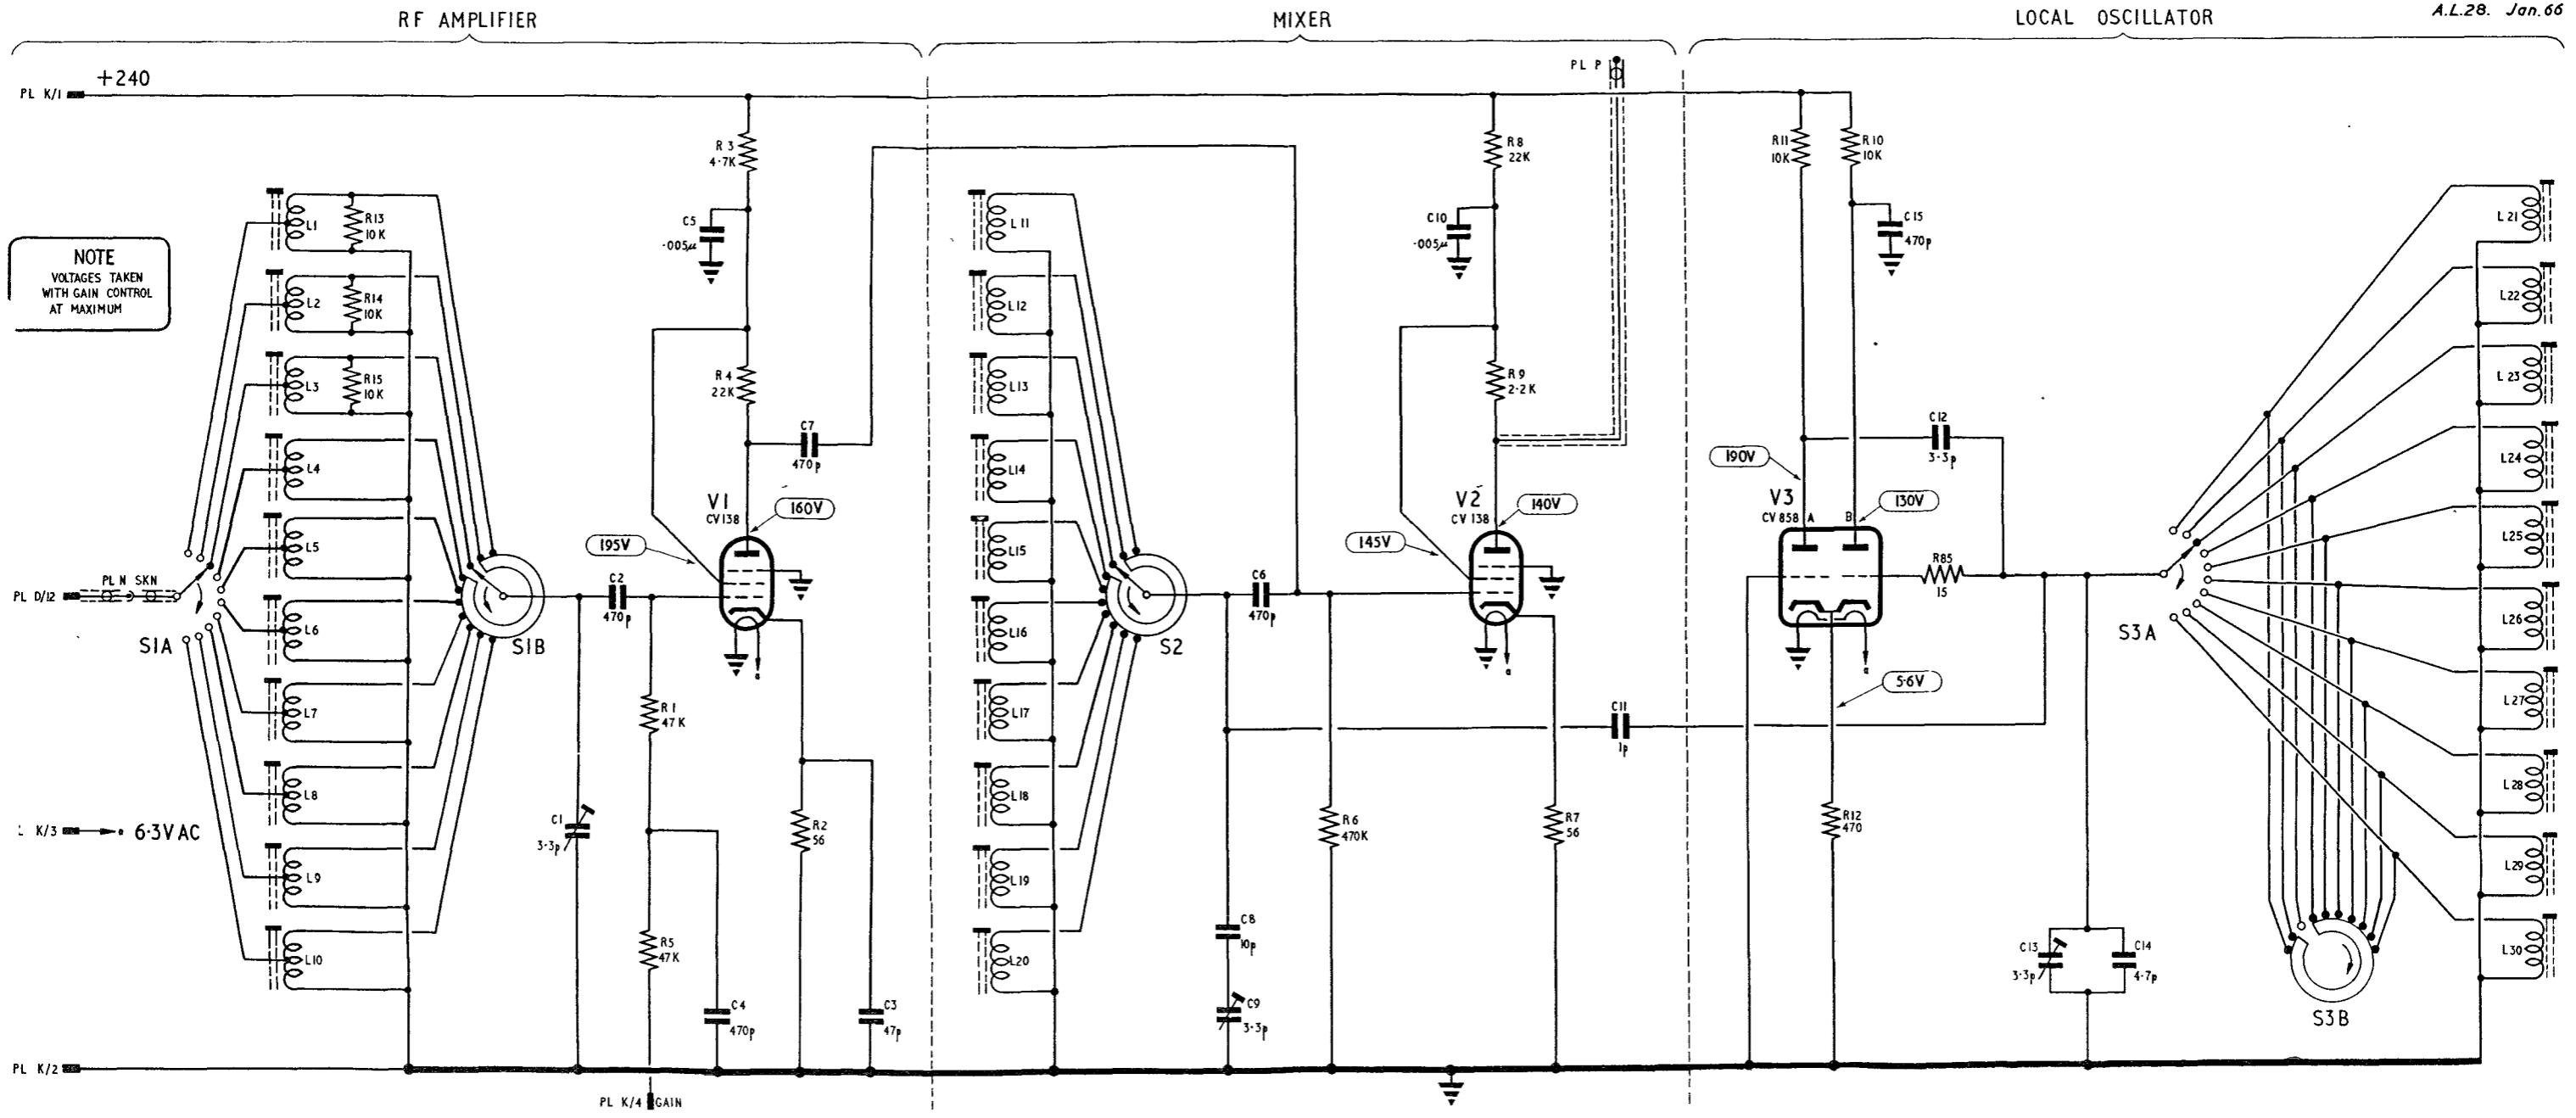 RF AMPLIFIER
MIXER
LOCAL OSCILLATOR
A.L.28. Jan. 66
PL K/1
+240
PL P
R3
4·7K
C5
·005µ
R8
22K
C10
·005µ
R11
10K
R10
10K
C15
470p
NOTE
VOLTAGES TAKEN
WITH GAIN CONTROL
AT MAXIMUM
L1
R13
10K
L2
R14
10K
L3
R15
10K
L4
L5
L6
L7
L8
L9
L10
R4
22K
C7
470p
V1
CV138
160V
195V
L11
L12
L13
L14
L15
L16
L17
L18
L19
L20
R9
2·2K
V2
CV138
140V
145V
190V
V3
CV858
A
B
130V
C12
3·3p
R85
15
5·6V
L21
L22
L23
L24
L25
L26
L27
L28
L29
L30
PL N SKN
PL D/12
S1A
S1B
C2
470p
a
S2
C6
470p
a
a
S3A
R1
47K
C11
1p
K/3
a
6·3VAC
C1
3·3p
R2
56
R6
470K
R7
56
R12
470
R5
47K
C4
470p
C3
47p
C8
10p
C9
3·3p
C13
3·3p
C14
4·7p
S3B
PL K/2
PL K/4
GAIN